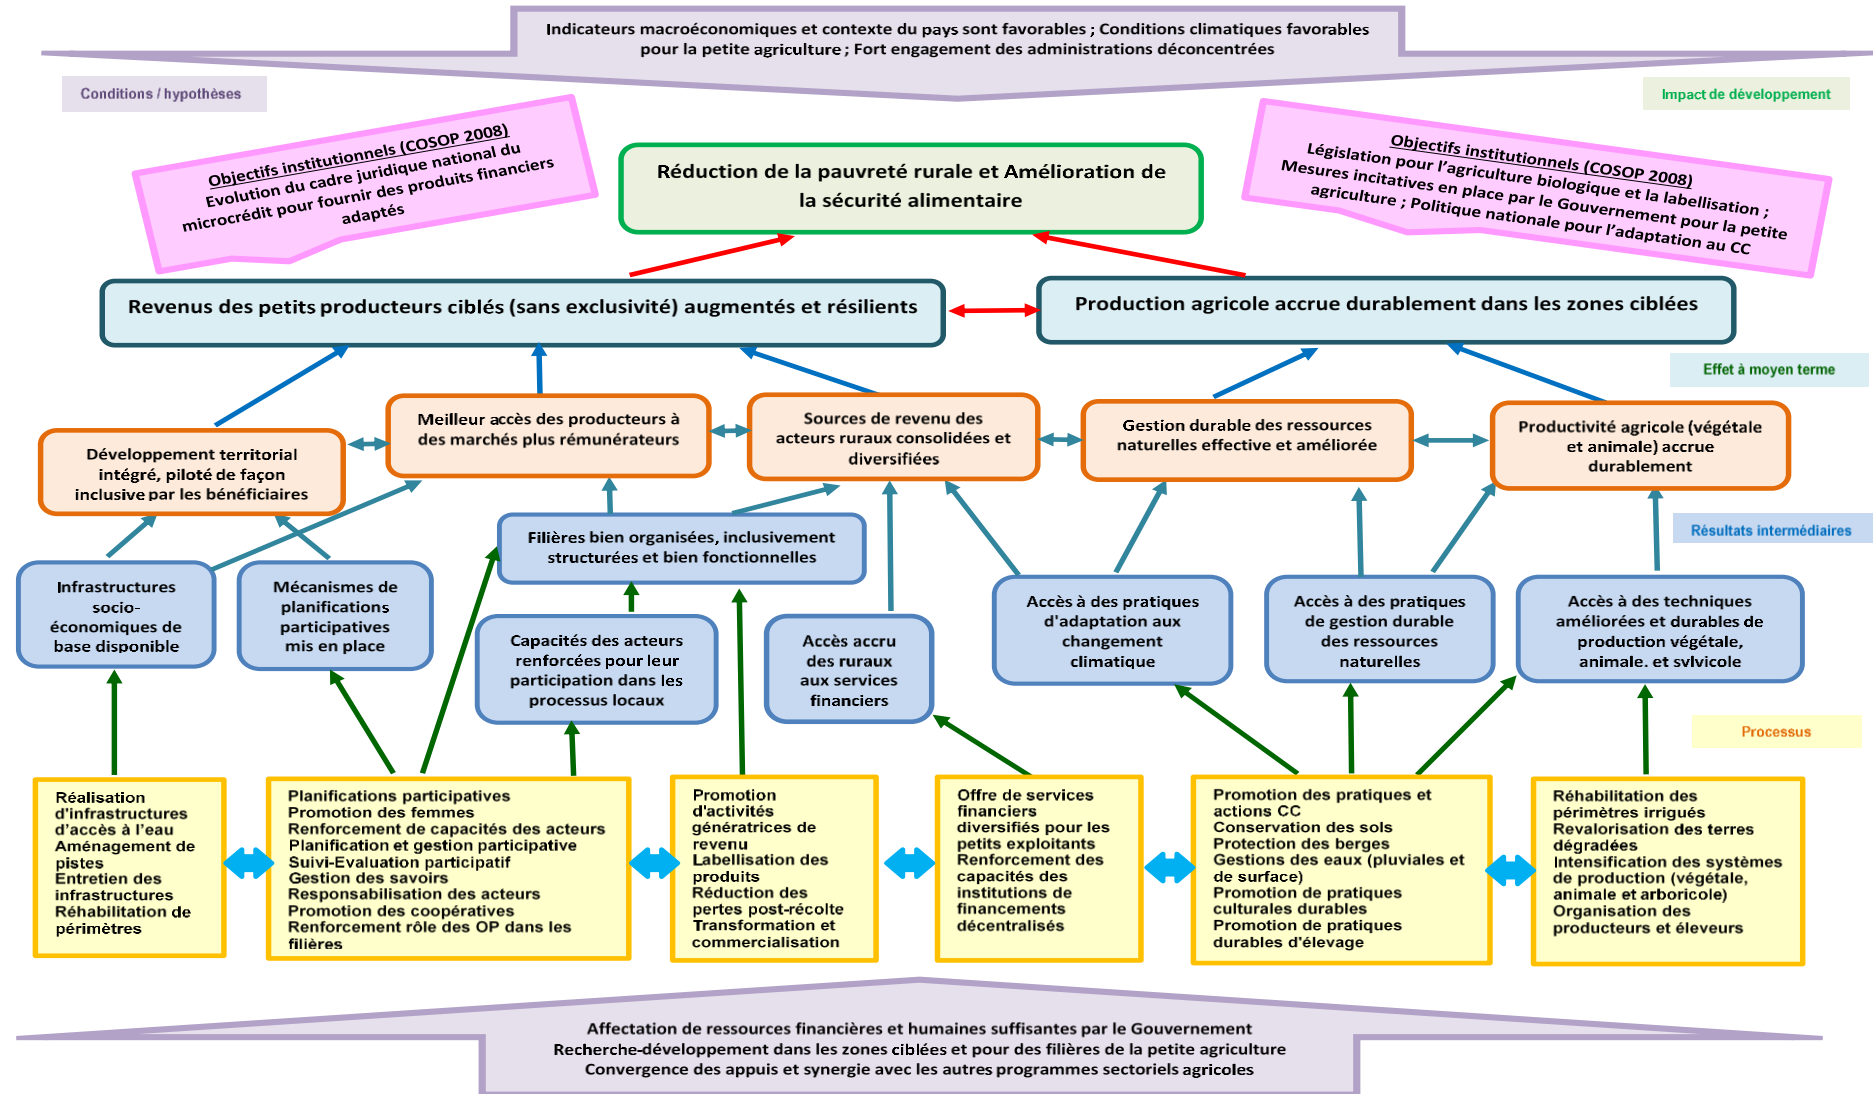 Indicateurs macroéconomiques et contexte du pays sont favorables ; Conditions climatiques favorables
pour la petite agriculture ; Fort engagement des administrations déconcentrées
Conditions / hypothèses
Impact de développement
Objectifs institutionnels (COSOP 2008)
Evolution du cadre juridique national du
microcrédit pour fournir des produits financiers
adaptés
Réduction de la pauvreté rurale et Amélioration de
la sécurité alimentaire
Objectifs institutionnels (COSOP 2008)
Législation pour l’agriculture biologique et la labellisation ;
Mesures incitatives en place par le Gouvernement pour la petite
agriculture ; Politique nationale pour l’adaptation au CC
Revenus des petits producteurs ciblés (sans exclusivité) augmentés et résilients
Production agricole accrue durablement dans les zones ciblées
Effet à moyen terme
Développement territorial
intégré, piloté de façon
inclusive par les bénéficiaires
Meilleur accès des producteurs à
des marchés plus rémunérateurs
Sources de revenu des
acteurs ruraux consolidées et
diversifiées
Gestion durable des ressources
naturelles effective et améliorée
Productivité agricole (végétale
et animale) accrue
durablement
Résultats intermédiaires
Filières bien organisées, inclusivement
structurées et bien fonctionnelles
Infrastructures
socio-
économiques de
base disponible
Mécanismes de
planifications
participatives
mis en place
Capacités des acteurs
renforcées pour leur
participation dans les
processus locaux
Accès accru
des ruraux
aux services
financiers
Accès à des pratiques
d'adaptation aux
changement
climatique
Accès à des pratiques
de gestion durable
des ressources
naturelles
Accès à des techniques
améliorées et durables de
production végétale,
animale. et sylvicole
Processus
Réalisation
d'infrastructures
d’accès à l’eau
Aménagement de
pistes
Entretien des
infrastructures
Réhabilitation de
périmètres
Planifications participatives
Promotion des femmes
Renforcement de capacités des acteurs
Planification et gestion participative
Suivi-Evaluation participatif
Gestion des savoirs
Responsabilisation des acteurs
Promotion des coopératives
Renforcement rôle des OP dans les
filières
Promotion
d'activités
génératrices de
revenu
Labellisation des
produits
Réduction des
pertes post-récolte
Transformation et
commercialisation
Offre de services
financiers
diversifiés pour les
petits exploitants
Renforcement des
capacités des
institutions de
financements
décentralisés
Promotion des pratiques et
actions CC
Conservation des sols
Protection des berges
Gestions des eaux (pluviales et
de surface)
Promotion de pratiques
culturales durables
Promotion de pratiques
durables d'élevage
Réhabilitation des
périmètres irrigués
Revalorisation des terres
dégradées
Intensification des systèmes
de production (végétale,
animale et arboricole)
Organisation des
producteurs et éleveurs
Affectation de ressources financières et humaines suffisantes par le Gouvernement
Recherche-développement dans les zones ciblées et pour des filières de la petite agriculture
Convergence des appuis et synergie avec les autres programmes sectoriels agricoles